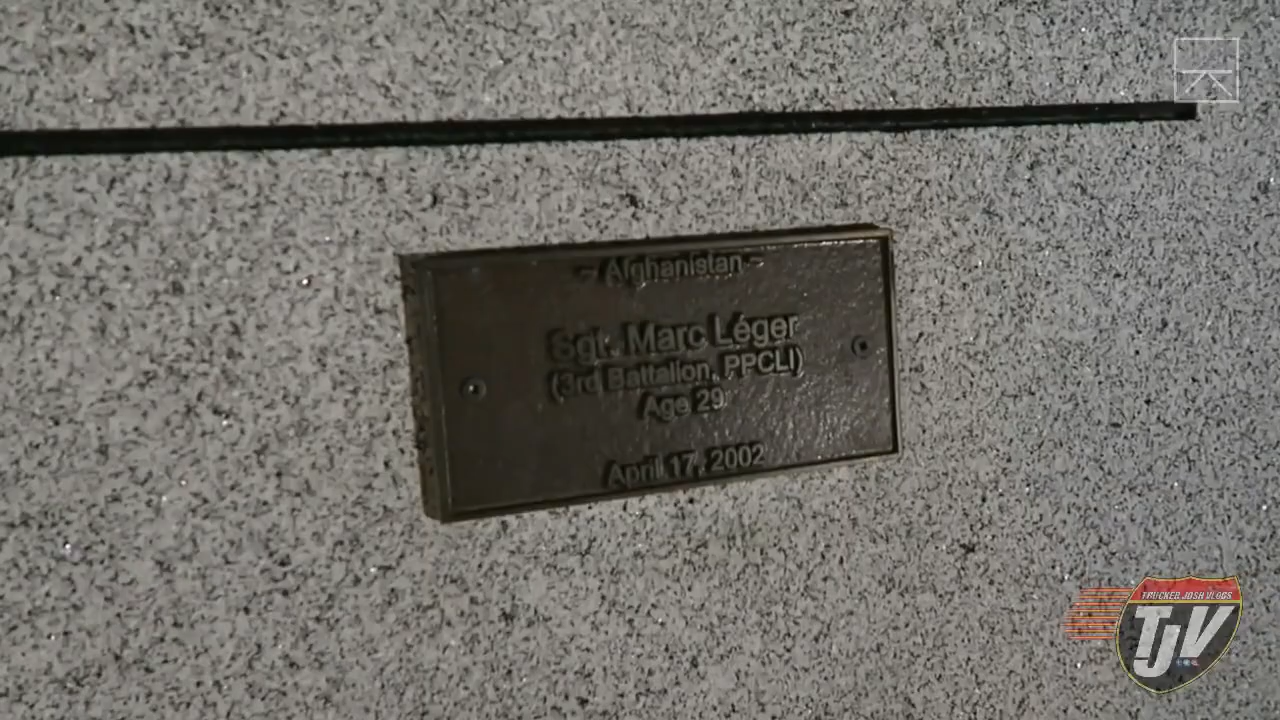 - Afghanistan -
Sgt. Marc Léger
(3rd Battalion, PPCLI)
Age 29
April 17, 2002
TRUCKER JOSH VLOGS
TJV